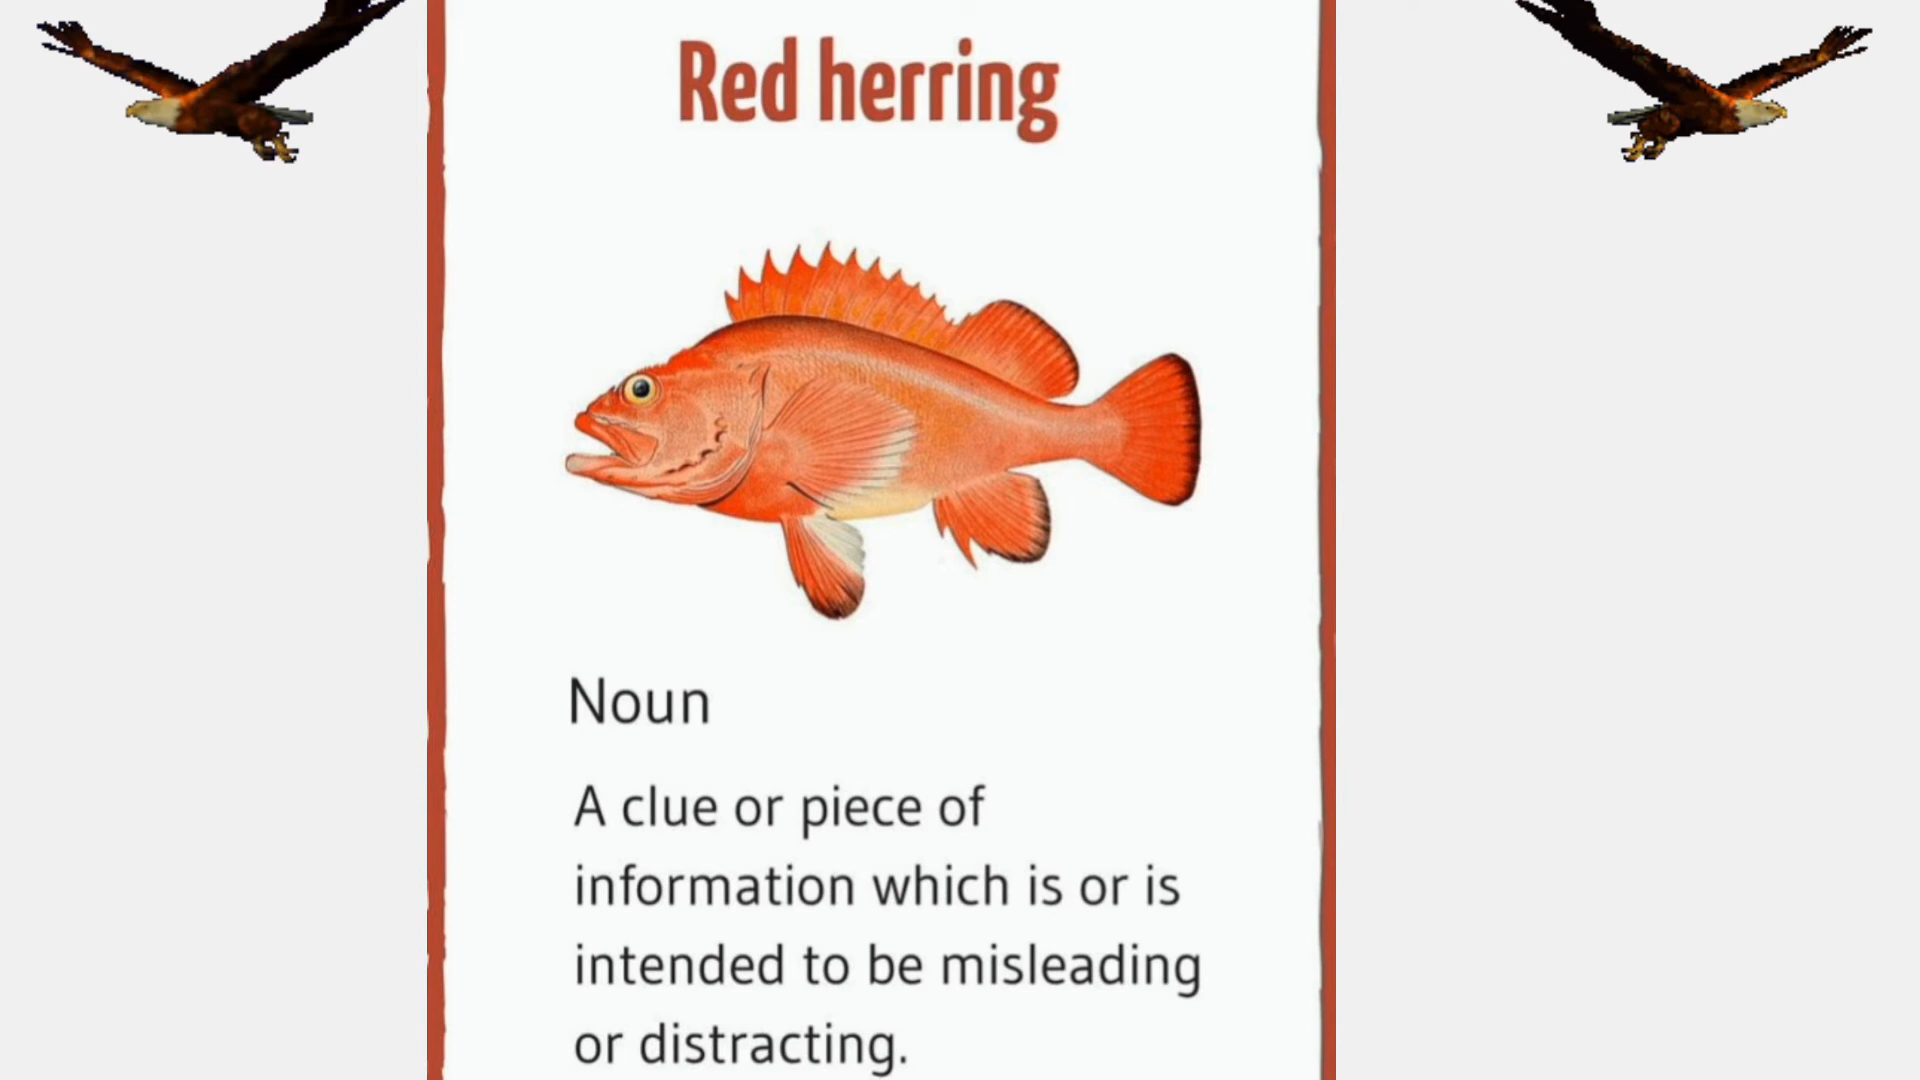 Red herring
Noun
A clue or piece of
information which is or is
intended to be misleading
or distracting.